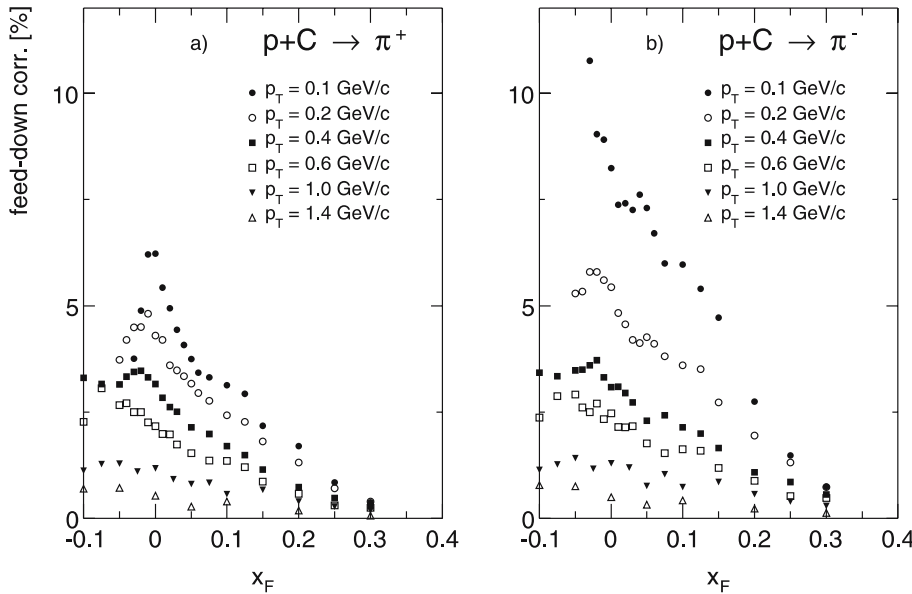 feed-down corr. [%]
a) p+C → π⁺
p_T = 0.1 GeV/c
p_T = 0.2 GeV/c
p_T = 0.4 GeV/c
p_T = 0.6 GeV/c
p_T = 1.0 GeV/c
p_T = 1.4 GeV/c
10
5
0
-0.1 0 0.1 0.2 0.3 0.4
x_F
b) p+C → π⁻
p_T = 0.1 GeV/c
p_T = 0.2 GeV/c
p_T = 0.4 GeV/c
p_T = 0.6 GeV/c
p_T = 1.0 GeV/c
p_T = 1.4 GeV/c
10
5
0
-0.1 0 0.1 0.2 0.3 0.4
x_F